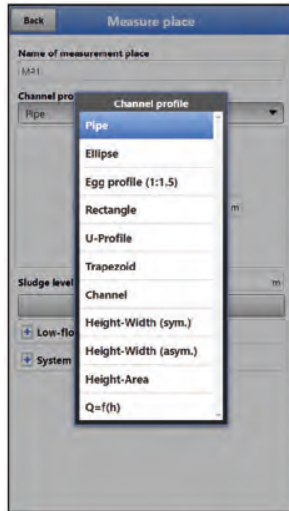 Back
Measure place
Name of measurement place
Channel pro
Channel profile
Pipe
Pipe
Ellipse
Egg profile (1:1.5)
Rectangle
m
U-Profile
Trapezoid
Sludge level
m
Channel
Height-Width (sym.)
Low-flo
Height-Width (asym.)
System
Height-Area
Q=f(h)